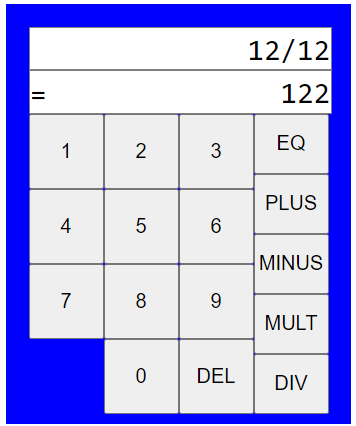 12/12
= 122
1 2 3 EQ
PLUS
4 5 6
MINUS
7 8 9
MULT
0 DEL DIV